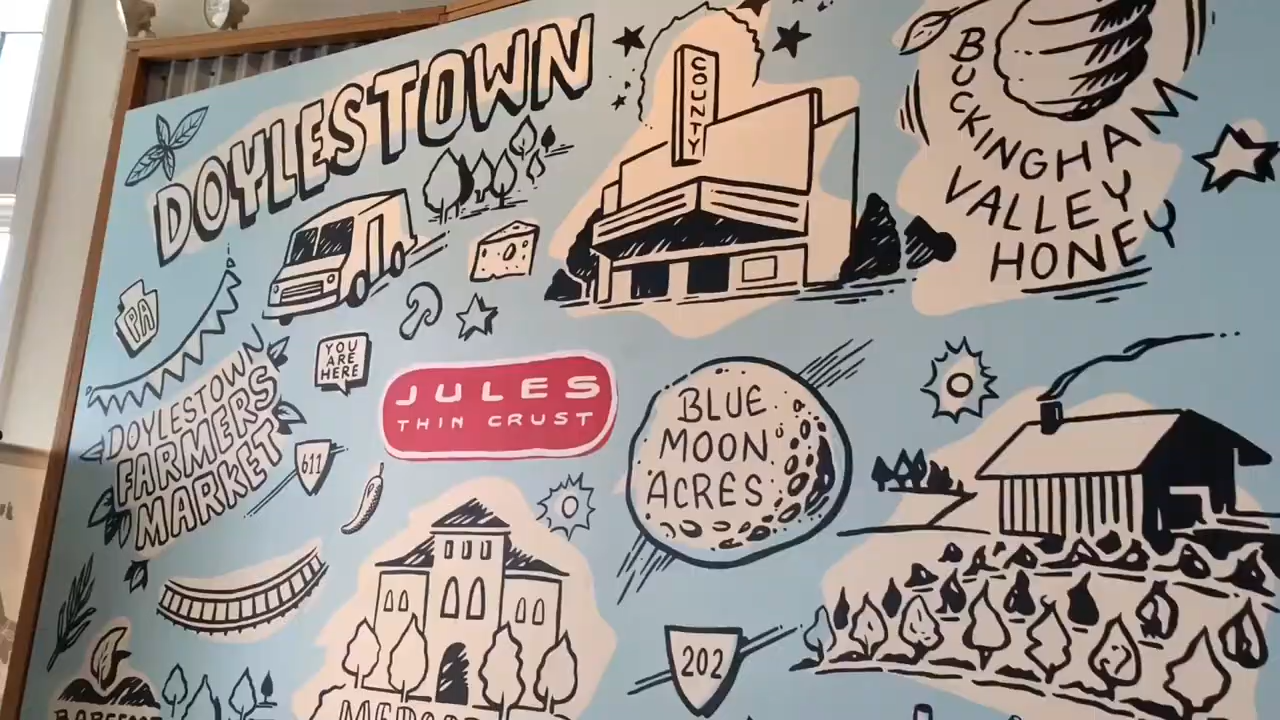 DOYLESTOWN
COUNTY
BUCKINGHAM
VALLEY
HONEY
PA
YOU
ARE
HERE
JULES
THIN CRUST
DOYLESTOWN
FARMERS
MARKET
611
BLUE
MOON
ACRES
202